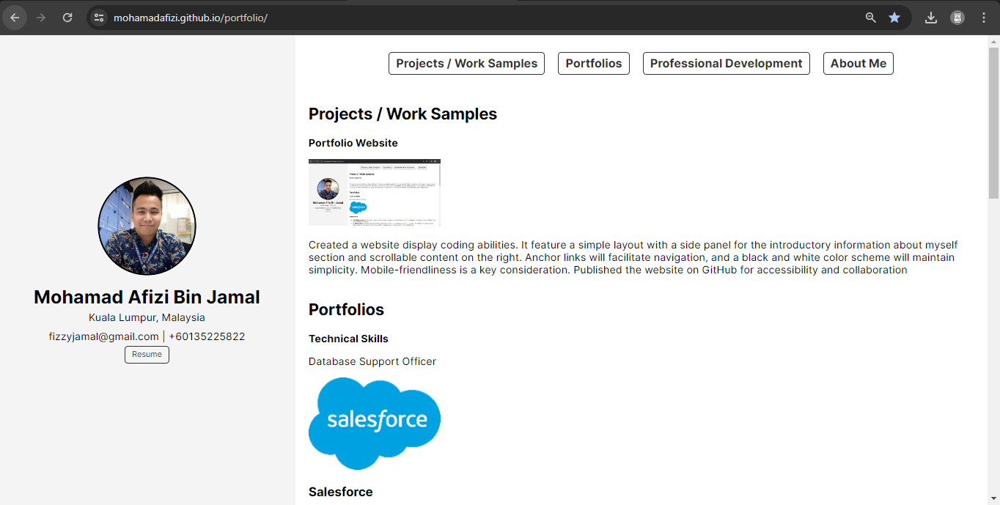 mohamadafizi.github.io/portfolio/
Projects / Work Samples
Portfolios
Professional Development
About Me
Mohamad Afizi Bin Jamal
Kuala Lumpur, Malaysia
fizzyjamal@gmail.com | +60135225822
Resume
Projects / Work Samples
Portfolio Website
Created a website display coding abilities. It feature a simple layout with a side panel for the introductory information about myself
section and scrollable content on the right. Anchor links will facilitate navigation, and a black and white color scheme will maintain
simplicity. Mobile-friendliness is a key consideration. Published the website on GitHub for accessibility and collaboration
Portfolios
Technical Skills
Database Support Officer
salesforce
Salesforce